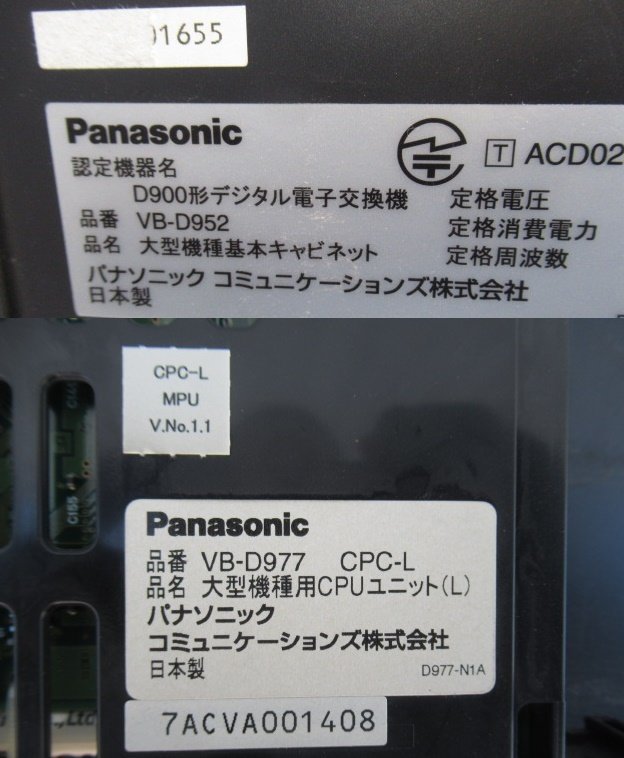 01655
Panasonic
認定機器名
T ACD02
D900形デジタル電子交換機 定格電圧
品番 VB-D952 定格消費電力
品名 大型機種基本キャビネット 定格周波数
パナソニック コミュニケーションズ株式会社
日本製
CPC-L
MPU
V.No.1.1
C155
Panasonic
品番 VB-D977 CPC-L
品名 大型機種用CPUユニット(L)
パナソニック
コミュニケーションズ株式会社
日本製 D977-N1A
.,Ltd
7ACVA001408